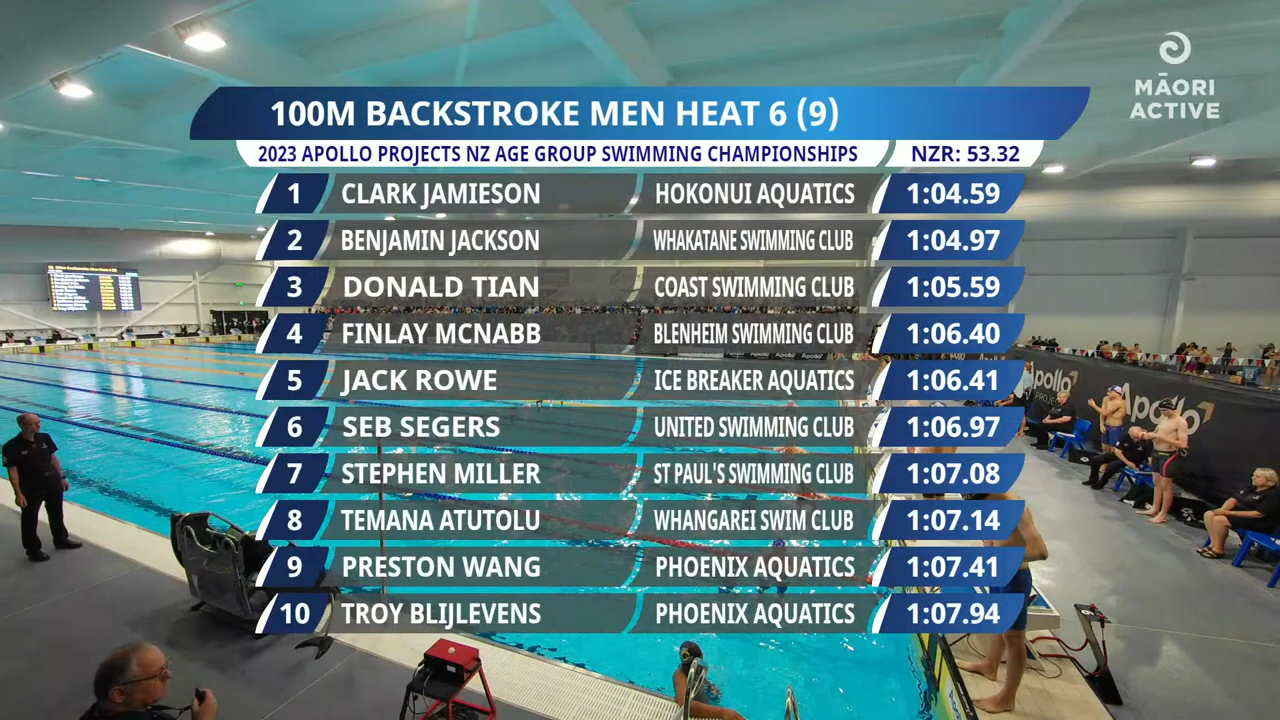 MĀORI
ACTIVE
100M BACKSTROKE MEN HEAT 6 (9)
2023 APOLLO PROJECTS NZ AGE GROUP SWIMMING CHAMPIONSHIPS NZR: 53.32
1 CLARK JAMIESON HOKONUI AQUATICS 1:04.59
2 BENJAMIN JACKSON WHAKATANE SWIMMING CLUB 1:04.97
3 DONALD TIAN COAST SWIMMING CLUB 1:05.59
4 FINLAY MCNABB BLENHEIM SWIMMING CLUB 1:06.40
5 JACK ROWE ICE BREAKER AQUATICS 1:06.41
6 SEB SEGERS UNITED SWIMMING CLUB 1:06.97
7 STEPHEN MILLER ST PAUL'S SWIMMING CLUB 1:07.08
8 TEMANA ATUTOLU WHANGAREI SWIM CLUB 1:07.14
9 PRESTON WANG PHOENIX AQUATICS 1:07.41
10 TROY BLIJLEVENS PHOENIX AQUATICS 1:07.94
Apollo
Apollo